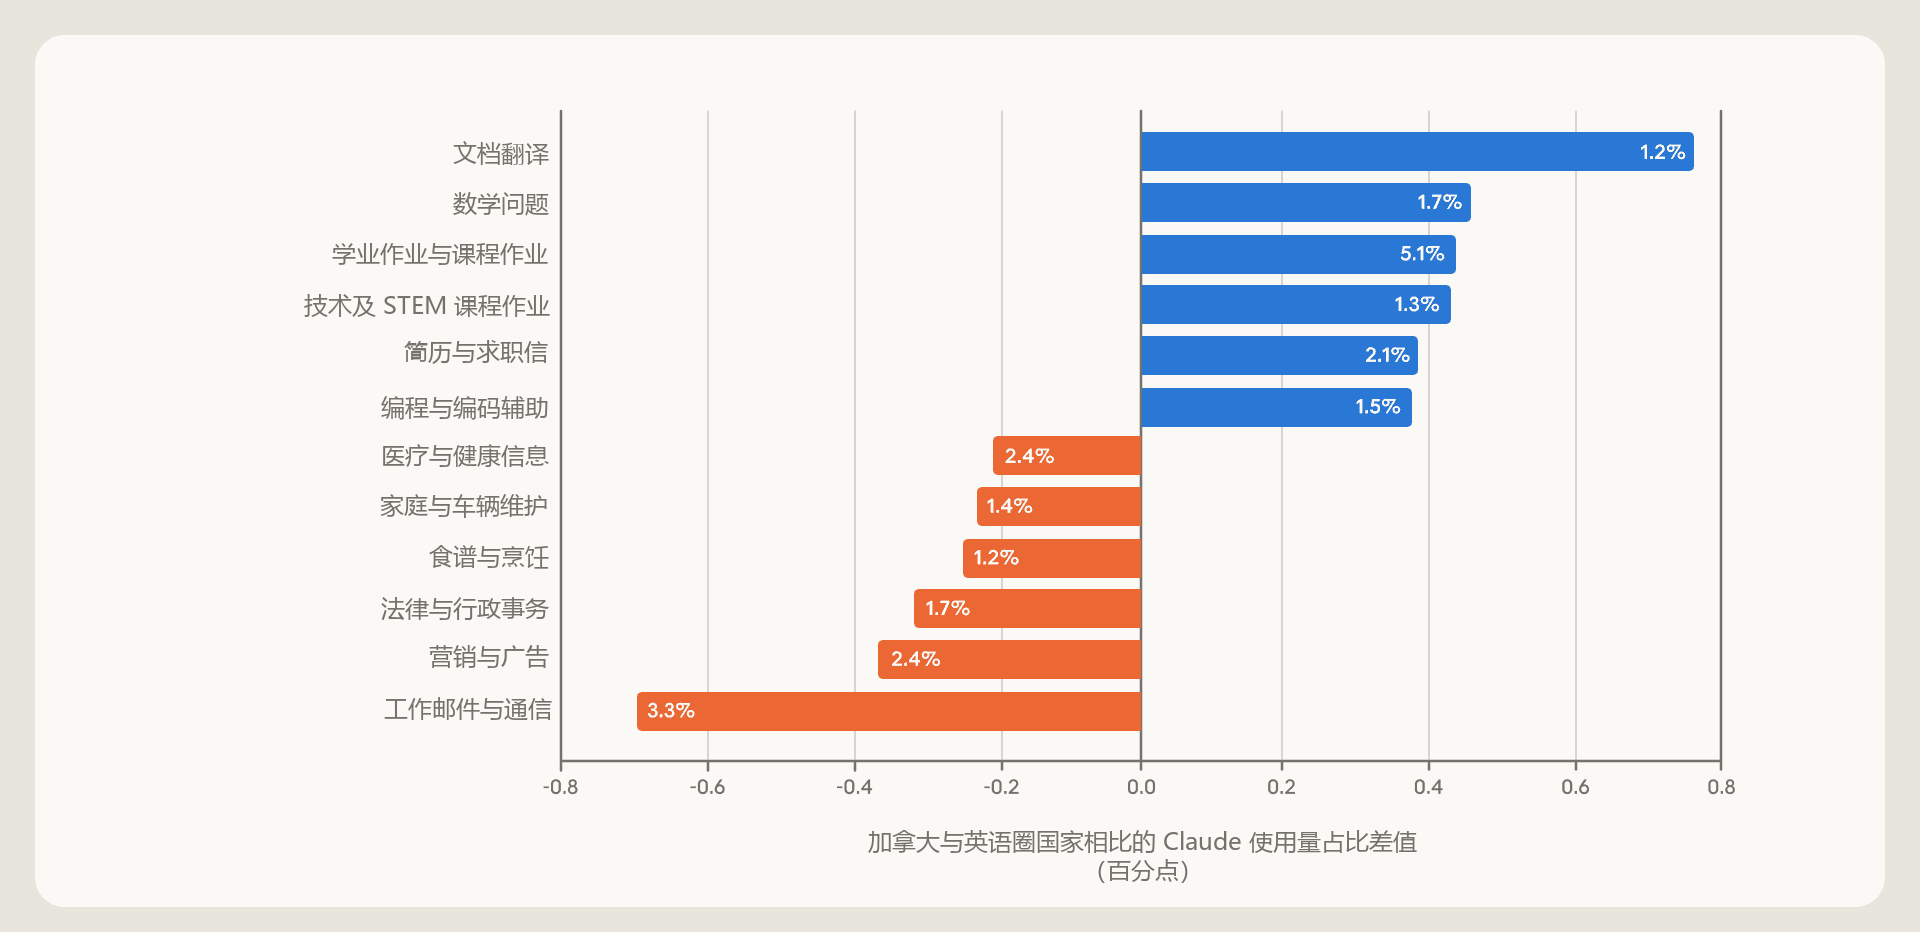 文档翻译
1.2%
数学问题
1.7%
学业作业与课程作业
5.1%
技术及 STEM 课程作业
1.3%
简历与求职信
2.1%
编程与编码辅助
1.5%
医疗与健康信息
2.4%
家庭与车辆维护
1.4%
食谱与烹饪
1.2%
法律与行政事务
1.7%
营销与广告
2.4%
工作邮件与通信
3.3%
-0.8 -0.6 -0.4 -0.2 0.0 0.2 0.4 0.6 0.8
加拿大与英语圈国家相比的 Claude 使用量占比差值
（百分点）